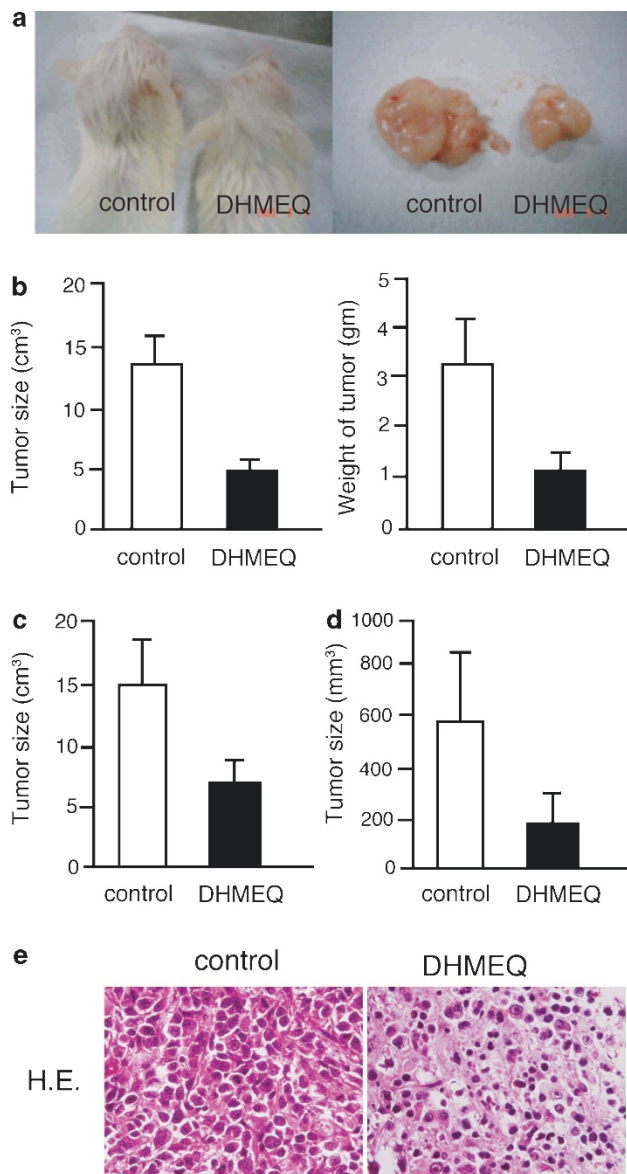 a
control DHMEQ control DHMEQ
b
Tumor size (cm³)
20
15
10
5
0
control DHMEQ
Weight of tumor (gm)
5
4
3
2
1
0
control DHMEQ
c
Tumor size (cm³)
20
15
10
5
0
control DHMEQ
d
Tumor size (mm³)
1000
800
600
400
200
0
control DHMEQ
e
control DHMEQ
H.E.